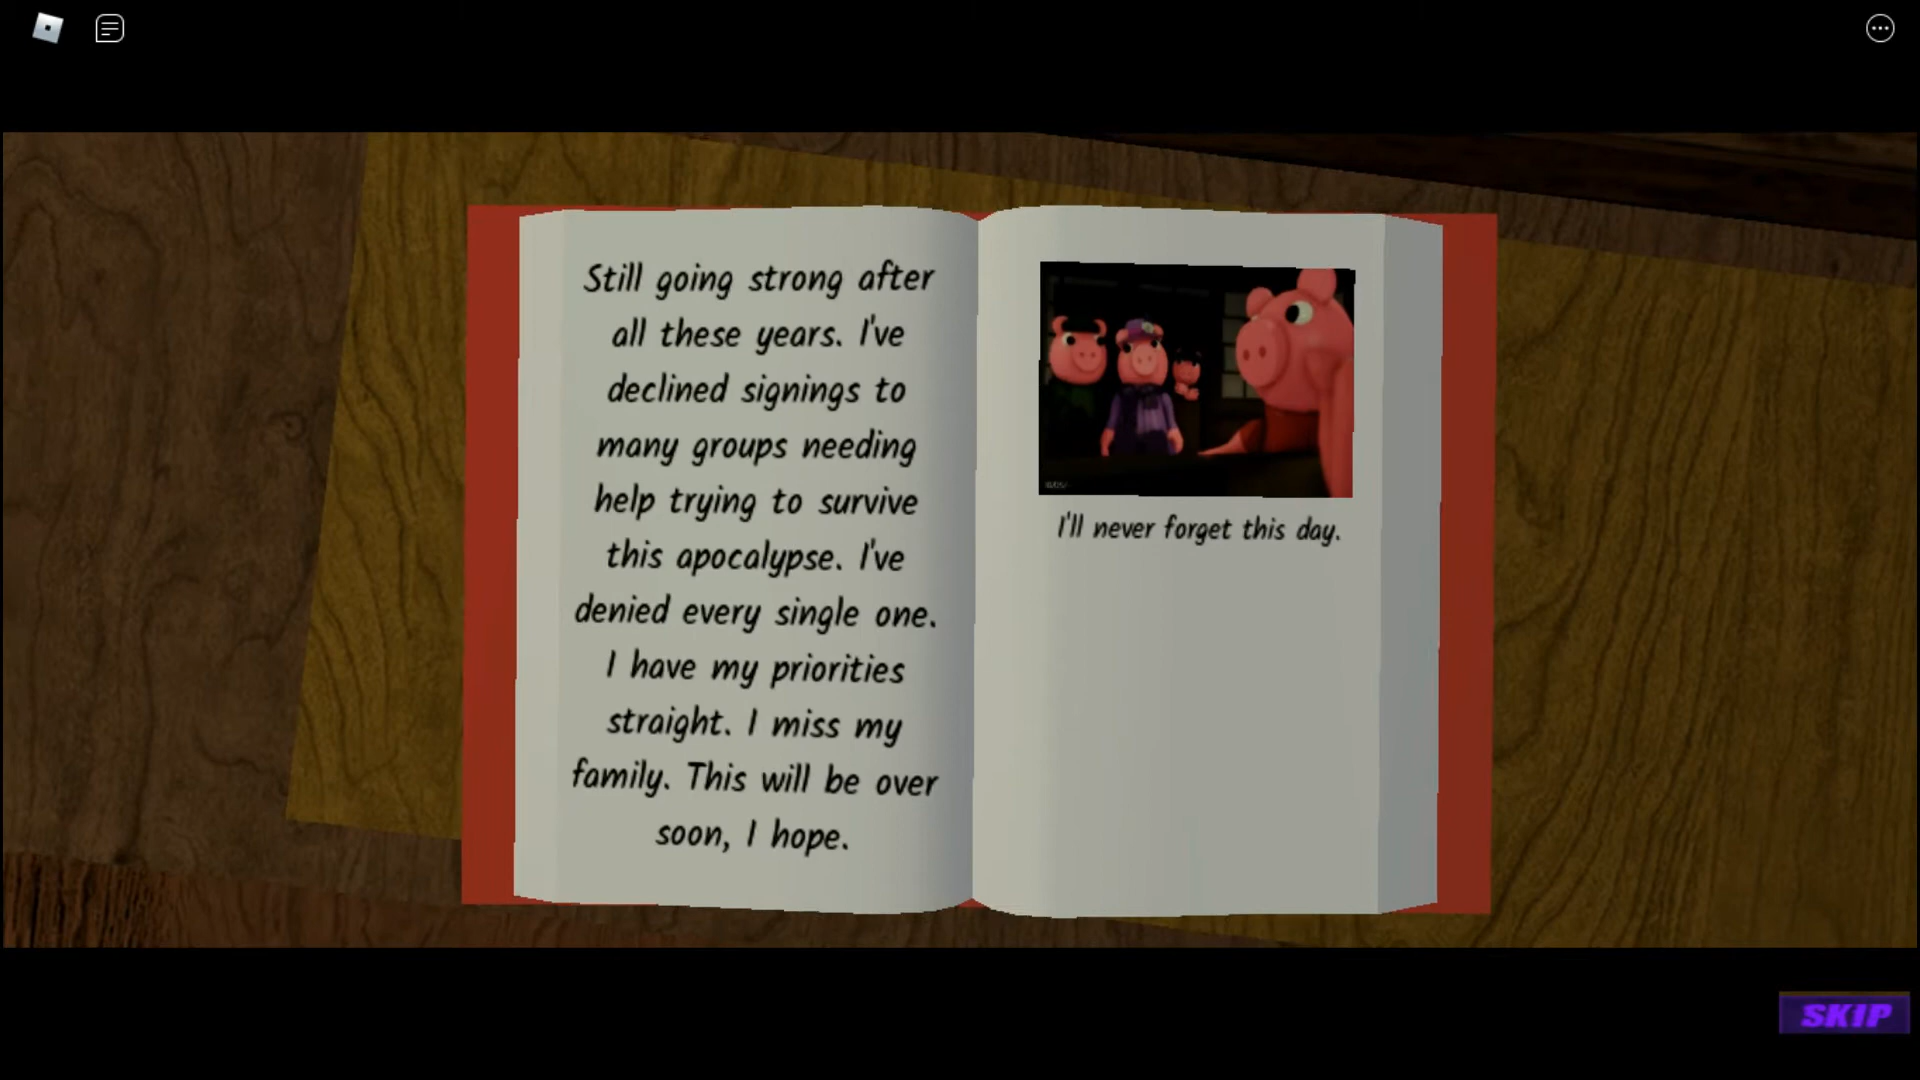 Still going strong after
all these years. I've
declined signings to
many groups needing
help trying to survive
this apocalypse. I've
denied every single one.
I have my priorities
straight. I miss my
family. This will be over
soon, I hope.
I'll never forget this day.
SKIP